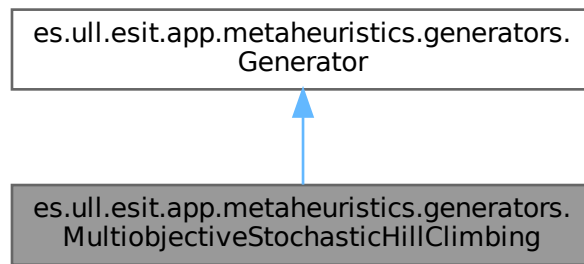 es.ull.esit.app.metaheuristics.generators.
Generator
es.ull.esit.app.metaheuristics.generators.
MultiobjectiveStochasticHillClimbing